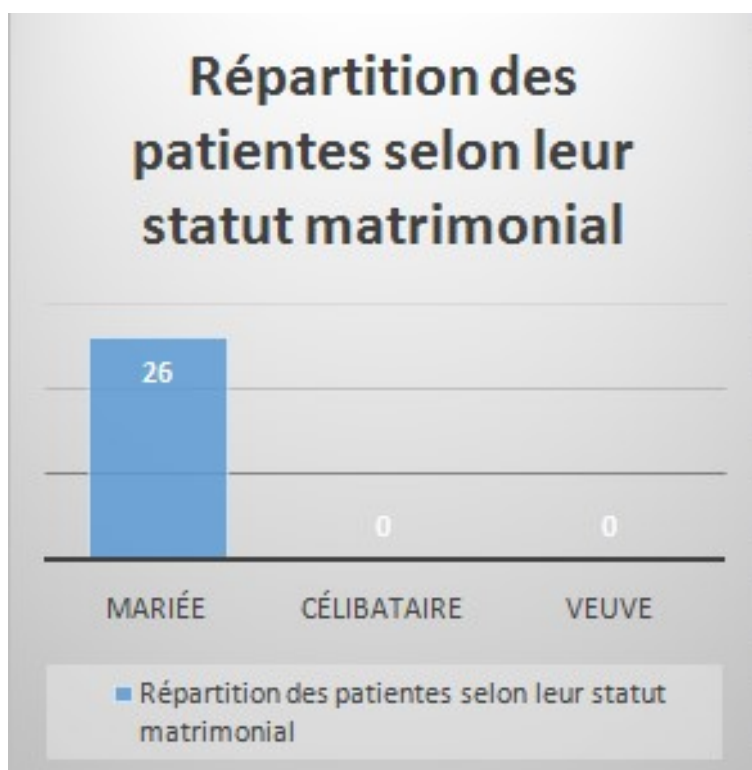 Répartition des
patientes selon leur
statut matrimonial
26
0
0
MARIÉE
CÉLIBATAIRE
VEUVE
Répartition des patientes selon leur statut
matrimonial